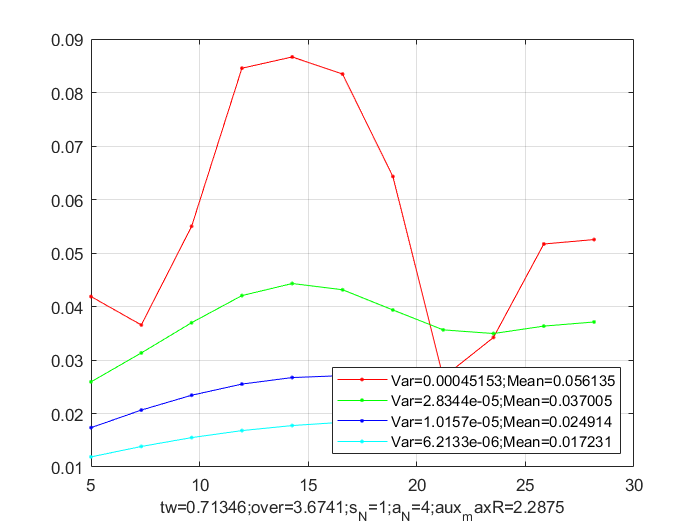 0.09
0.08
0.07
0.06
0.05
0.04
0.03
0.02
0.01
Var=0.00045153;Mean=0.056135
Var=2.8344e-05;Mean=0.037005
Var=1.0157e-05;Mean=0.024914
Var=6.2133e-06;Mean=0.017231
5 10 15 20 25 30
tw=0.71346;over=3.6741;s_N=1;a_N=4;aux_maxR=2.2875